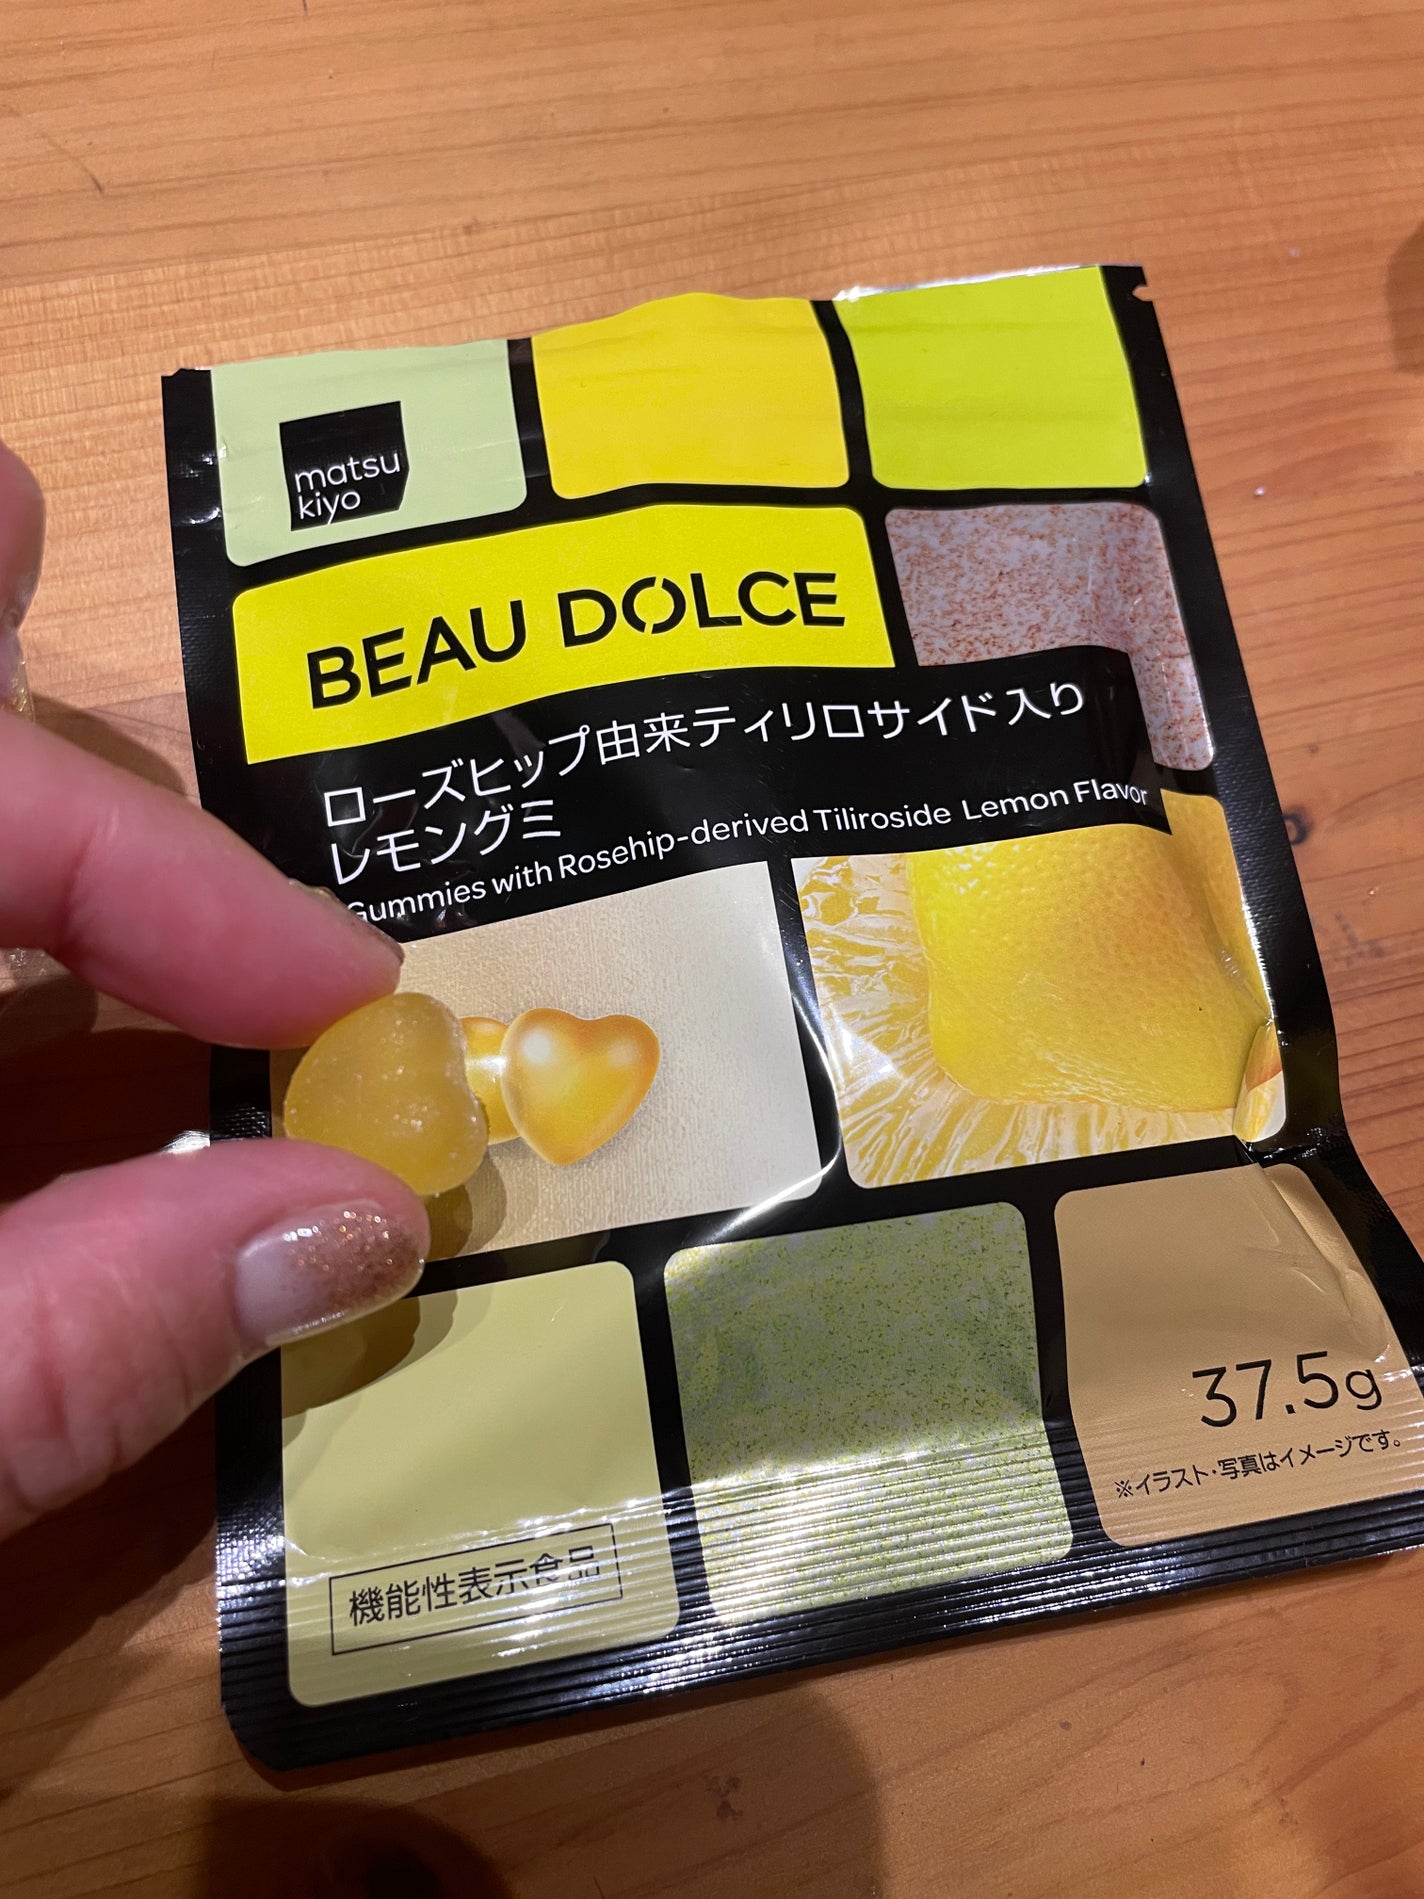 matsu
kiyo
BEAU DOLCE
ローズヒップ由来ティリロサイド入り
レモングミ
Gummies with Rosehip-derived Tiliroside Lemon Flavor
37.5g
※イラスト・写真はイメージです。
機能性表示食品